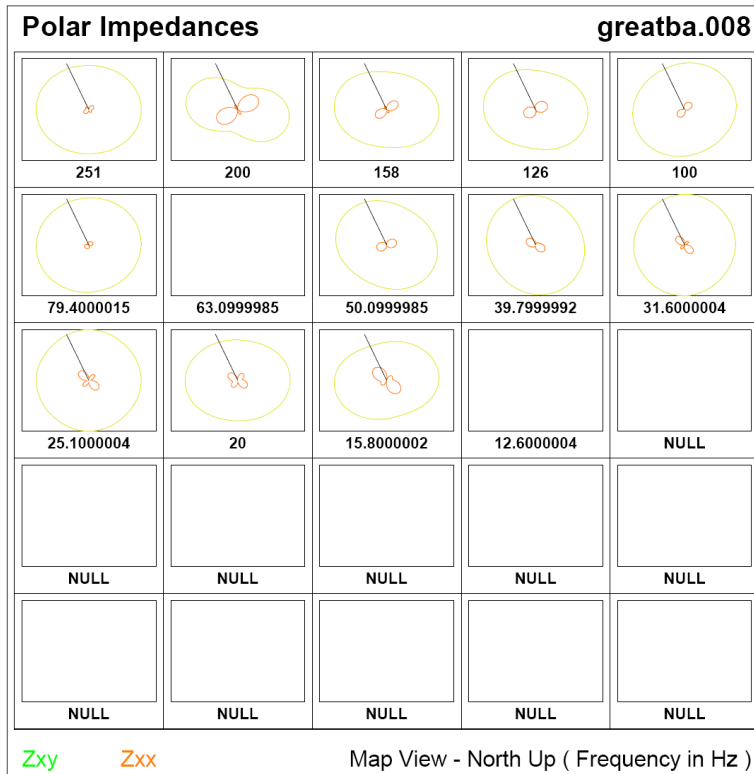 Polar Impedances greatba.008
251 200 158 126 100
79.4000015 63.0999985 50.0999985 39.7999992 31.6000004
25.1000004 20 15.8000002 12.6000004 NULL
NULL NULL NULL NULL NULL
NULL NULL NULL NULL NULL
Zxy Zxx Map View - North Up ( Frequency in Hz )